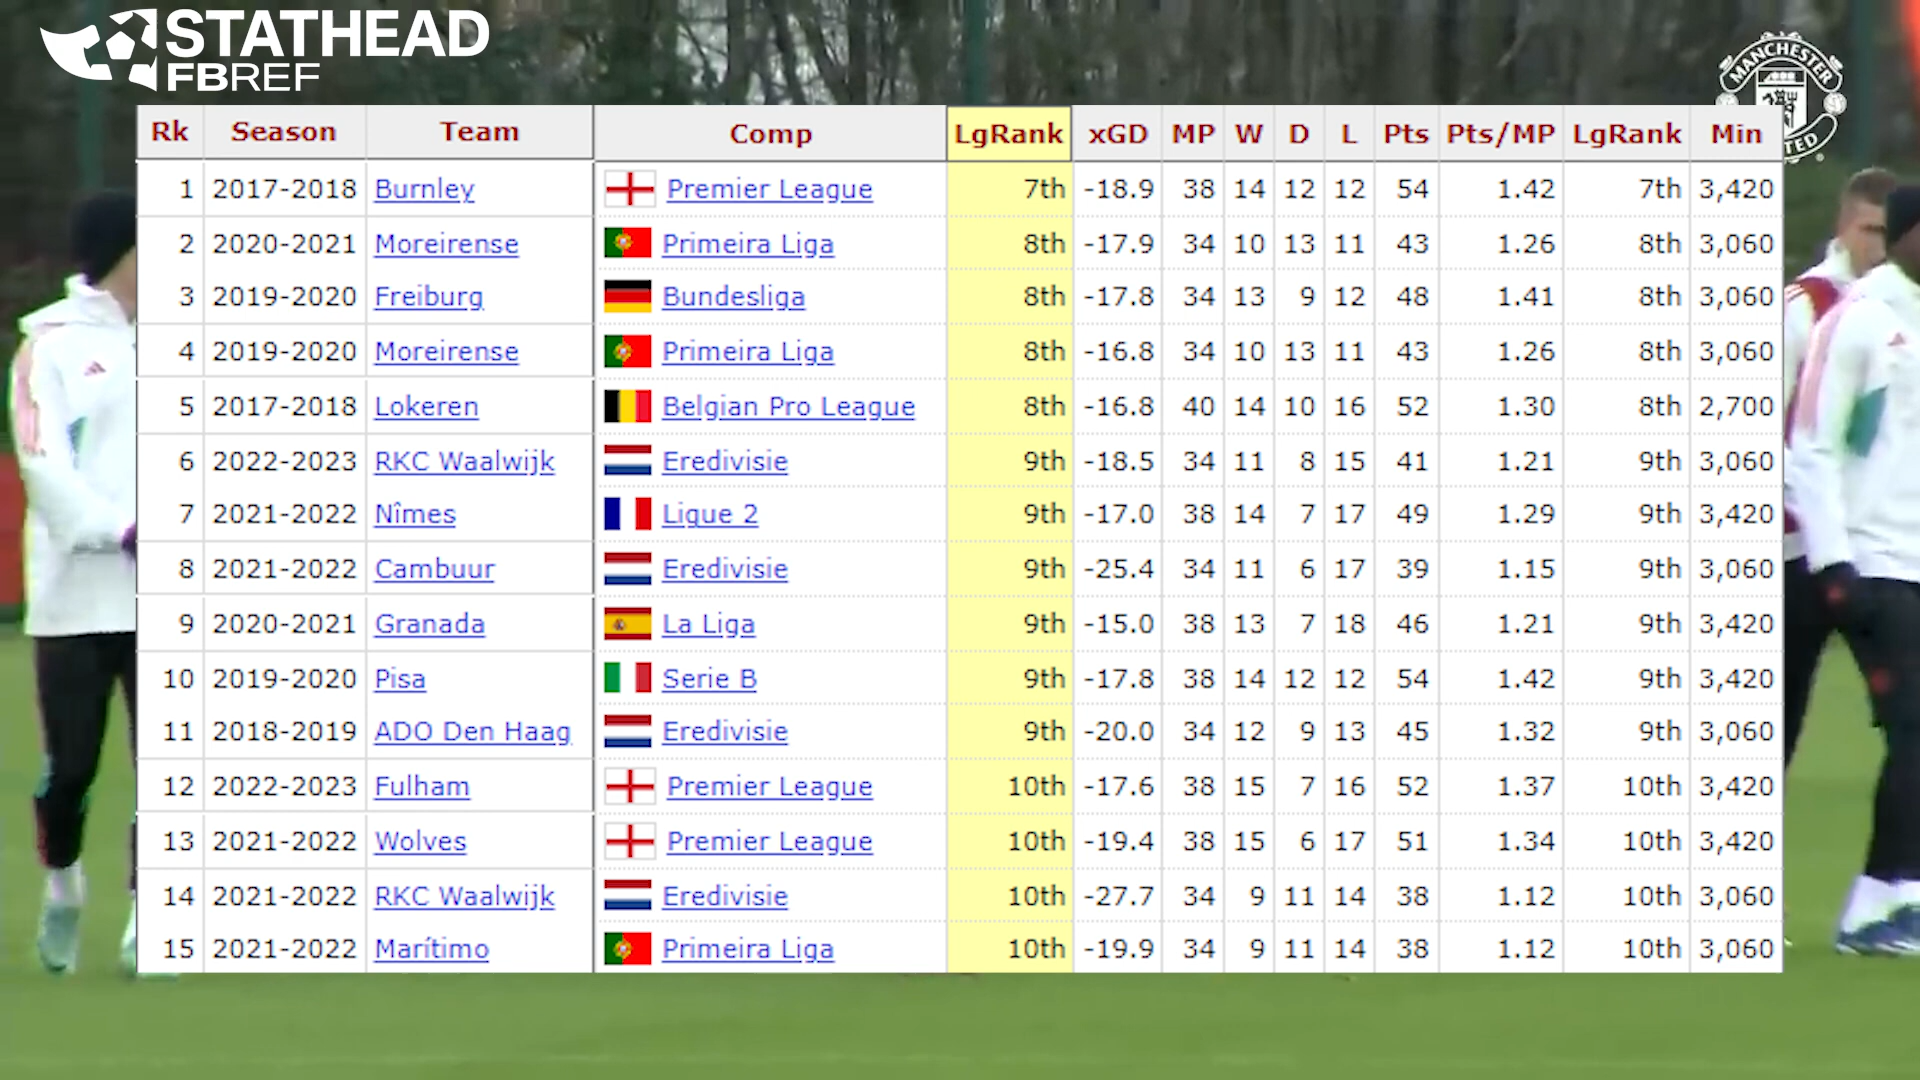 STATHEAD
FBREF
MANCHESTER
Rk Season Team Comp LgRank xGD MP W D L Pts Pts/MP LgRank Min
1 2017-2018 Burnley Premier League 7th -18.9 38 14 12 12 54 1.42 7th 3,420
2 2020-2021 Moreirense Primeira Liga 8th -17.9 34 10 13 11 43 1.26 8th 3,060
3 2019-2020 Freiburg Bundesliga 8th -17.8 34 13 9 12 48 1.41 8th 3,060
4 2019-2020 Moreirense Primeira Liga 8th -16.8 34 10 13 11 43 1.26 8th 3,060
5 2017-2018 Lokeren Belgian Pro League 8th -16.8 40 14 10 16 52 1.30 8th 2,700
6 2022-2023 RKC Waalwijk Eredivisie 9th -18.5 34 11 8 15 41 1.21 9th 3,060
7 2021-2022 Nîmes Ligue 2 9th -17.0 38 14 7 17 49 1.29 9th 3,420
8 2021-2022 Cambuur Eredivisie 9th -25.4 34 11 6 17 39 1.15 9th 3,060
9 2020-2021 Granada La Liga 9th -15.0 38 13 7 18 46 1.21 9th 3,420
10 2019-2020 Pisa Serie B 9th -17.8 38 14 12 12 54 1.42 9th 3,420
11 2018-2019 ADO Den Haag Eredivisie 9th -20.0 34 12 9 13 45 1.32 9th 3,060
12 2022-2023 Fulham Premier League 10th -17.6 38 15 7 16 52 1.37 10th 3,420
13 2021-2022 Wolves Premier League 10th -19.4 38 15 6 17 51 1.34 10th 3,420
14 2021-2022 RKC Waalwijk Eredivisie 10th -27.7 34 9 11 14 38 1.12 10th 3,060
15 2021-2022 Marítimo Primeira Liga 10th -19.9 34 9 11 14 38 1.12 10th 3,060